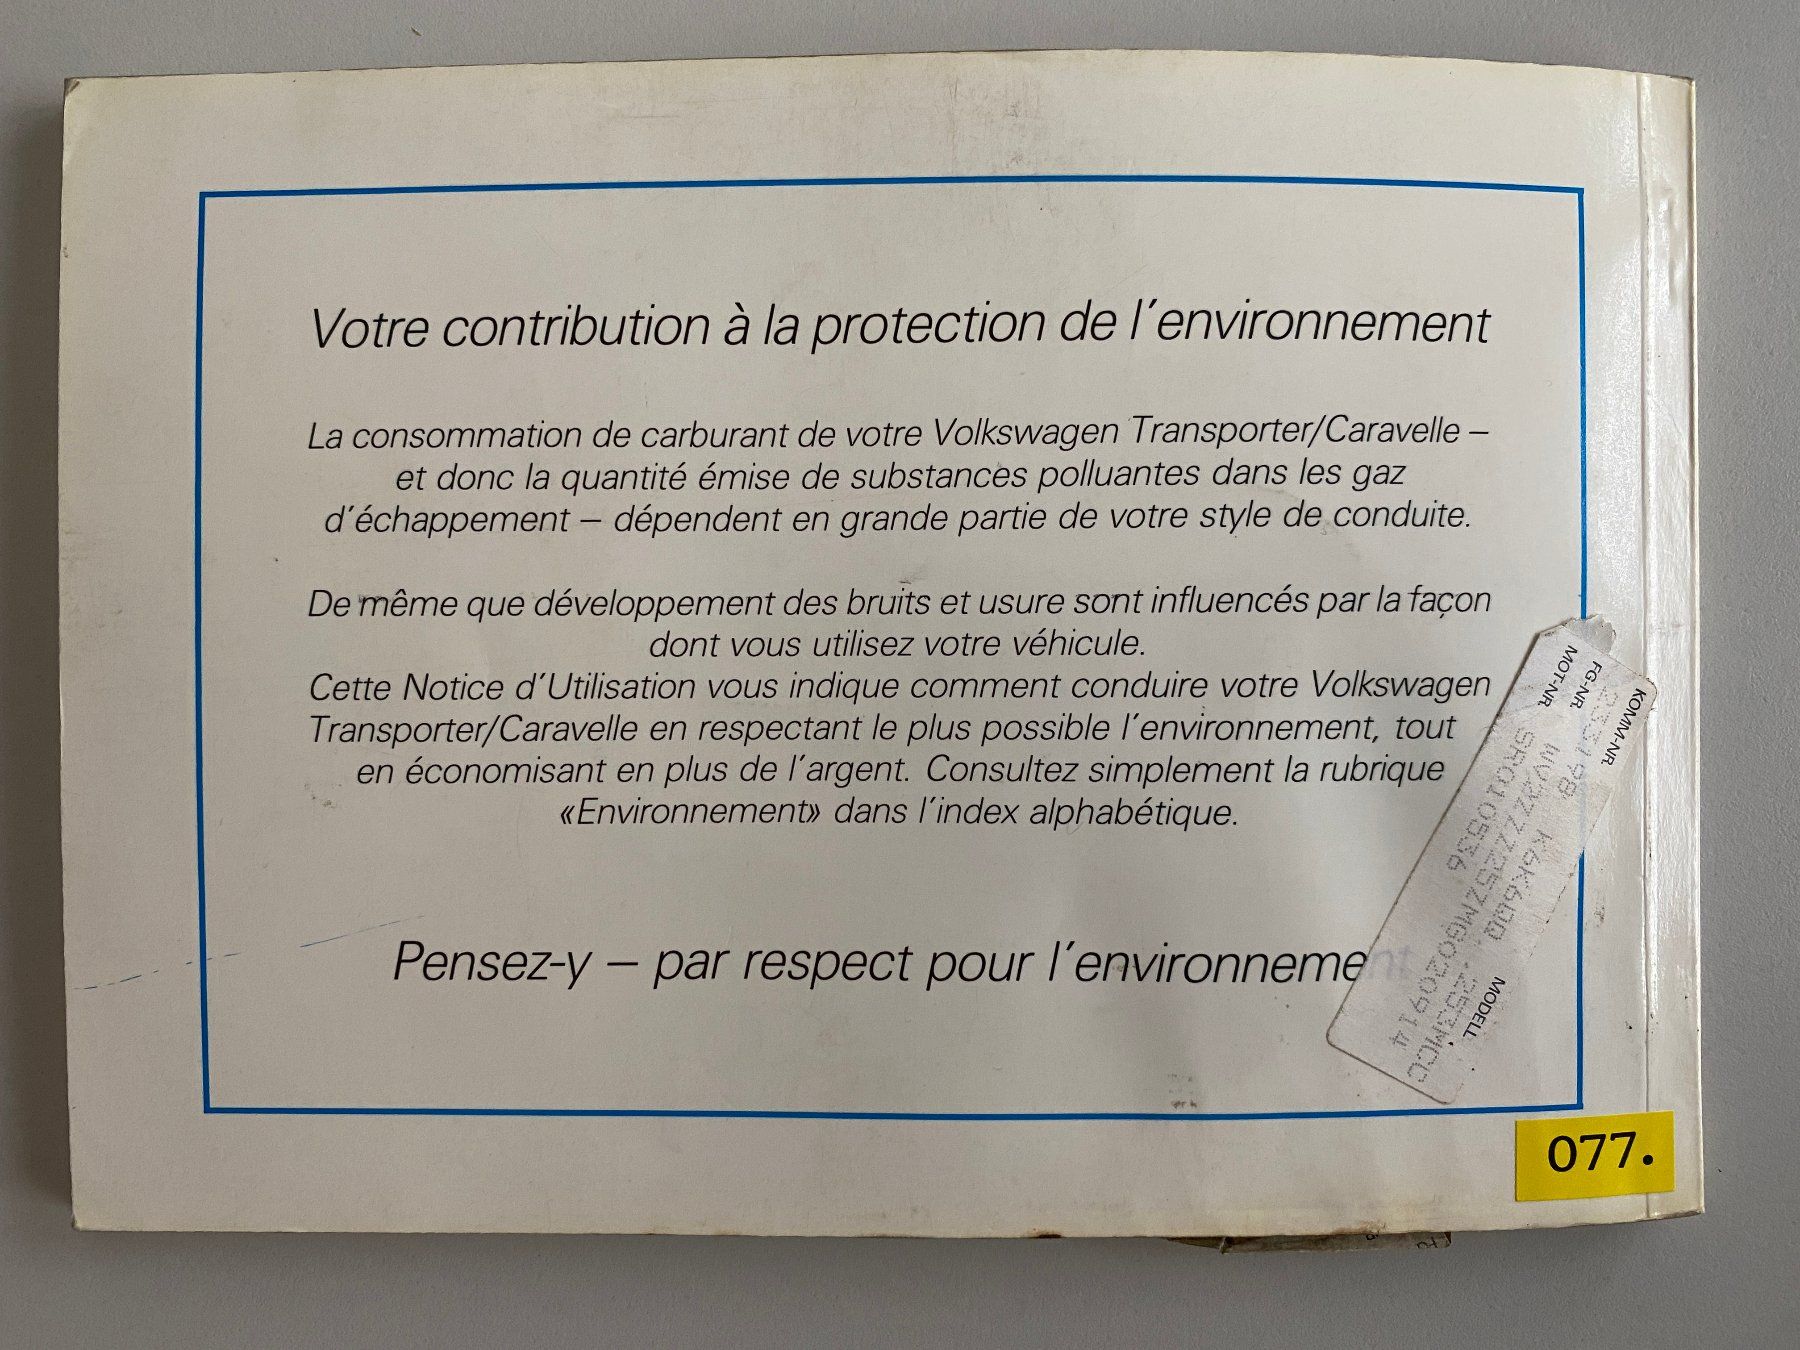 Votre contribution à la protection de l'environnement
La consommation de carburant de votre Volkswagen Transporter/Caravelle –
et donc la quantité émise de substances polluantes dans les gaz
d'échappement – dépendent en grande partie de votre style de conduite.
De même que développement des bruits et usure sont influencés par la façon
dont vous utilisez votre véhicule.
Cette Notice d'Utilisation vous indique comment conduire votre Volkswagen
Transporter/Caravelle en respectant le plus possible l'environnement, tout
en économisant en plus de l'argent. Consultez simplement la rubrique
«Environnement» dans l'index alphabétique.
Pensez-y – par respect pour l'environnement
KOMM-NR.
FG-NR.
MOT-NR.
K6K60Q
MODELL
253MCC
WV2ZZZ25ZMG020914
SR010536
077.